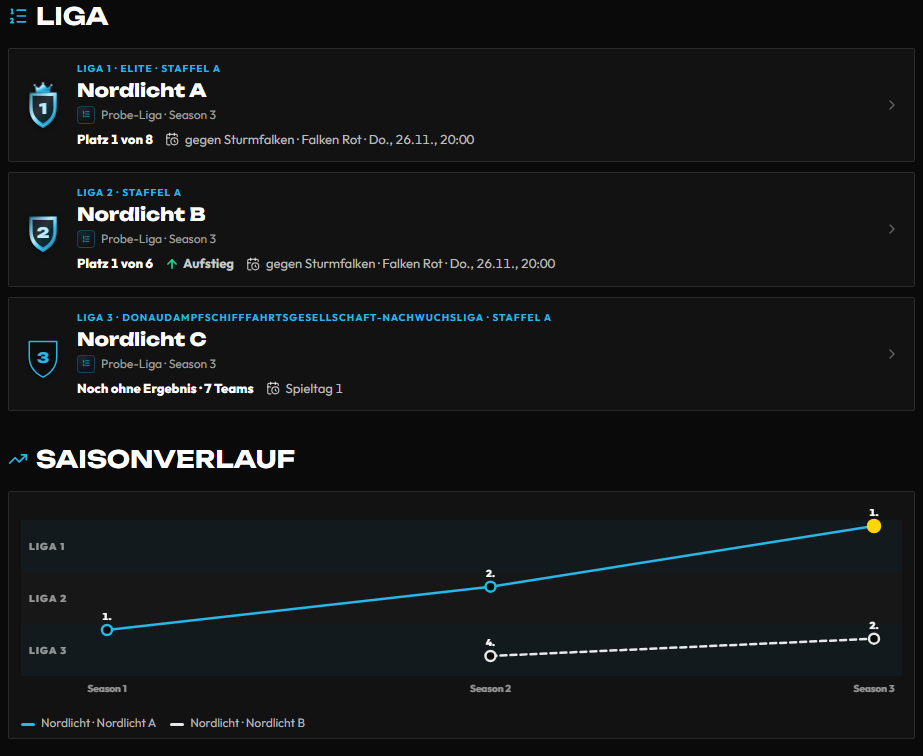 LIGA
LIGA 1 · ELITE · STAFFEL A
1
Nordlicht A
Probe-Liga · Season 3
Platz 1 von 8 gegen Sturmfalken · Falken Rot · Do., 26.11., 20:00
LIGA 2 · STAFFEL A
2
Nordlicht B
Probe-Liga · Season 3
Platz 1 von 6 Aufstieg gegen Sturmfalken · Falken Rot · Do., 26.11., 20:00
LIGA 3 · DONAUDAMPFSCHIFFFAHRTSGESELLSCHAFT-NACHWUCHSLIGA · STAFFEL A
3
Nordlicht C
Probe-Liga · Season 3
Noch ohne Ergebnis · 7 Teams Spieltag 1
SAISONVERLAUF
1.
LIGA 1
2.
LIGA 2
1.
2.
4.
LIGA 3
Season 1 Season 2 Season 3
Nordlicht · Nordlicht A Nordlicht · Nordlicht B